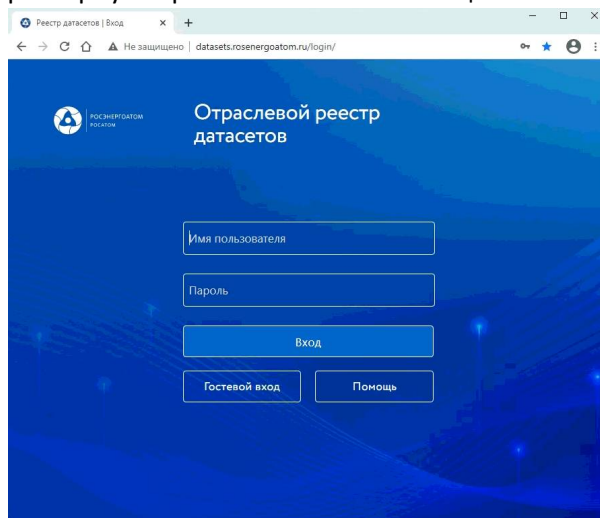 Реестр датасетов | Вход
Не защищено | datasets.rosenergoatom.ru/login/
РОСЭНЕРГОАТОМ
РОСАТОМ
Отраслевой реестр
датасетов
Имя пользователя
Пароль
Вход
Гостевой вход
Помощь